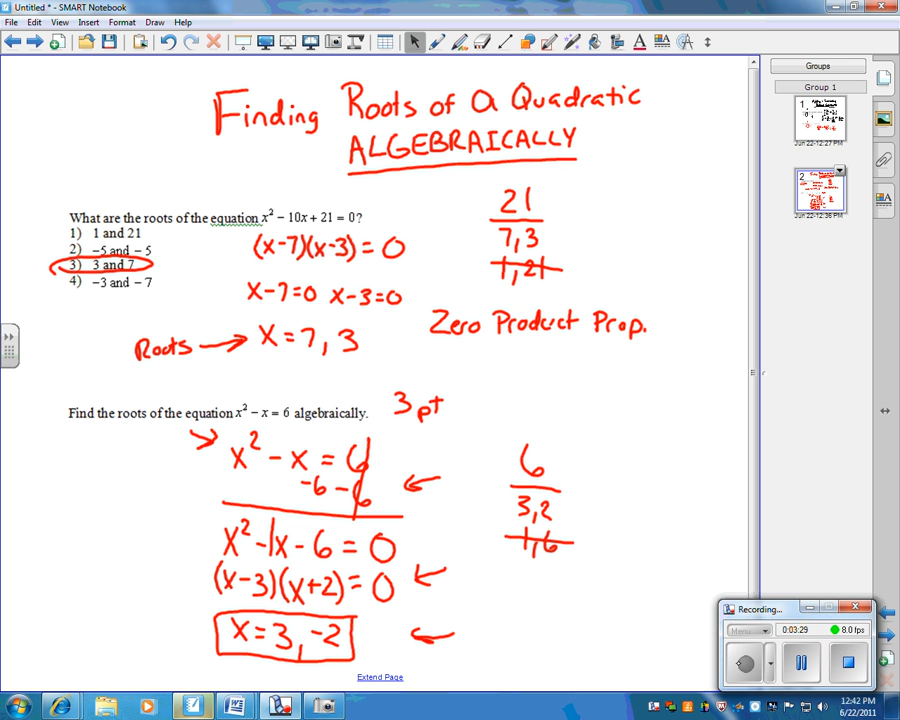 Untitled * - SMART Notebook
File Edit View Insert Format Draw Help
Finding Roots of a Quadratic
ALGEBRAICALLY
What are the roots of the equation x² − 10x + 21 = 0?
1) 1 and 21
2) −5 and −5
3) 3 and 7
4) −3 and −7
(x-7)(x-3) = 0
x-7=0 x-3=0
Roots → x = 7, 3
21
7, 3
1, 21
Zero Product Prop.
Find the roots of the equation x² − x = 6 algebraically.
3 pt
x² - x = 6
-6 -6
x² - 1x - 6 = 0
(x-3)(x+2) = 0
x = 3, -2
6
3, 2
1, 6
Extend Page
Groups
Group 1
1
Jun 22-12:27 PM
2
Jun 22-12:36 PM
Recording...
Menu
0:03:29
8.0 fps
12:42 PM
6/22/2011